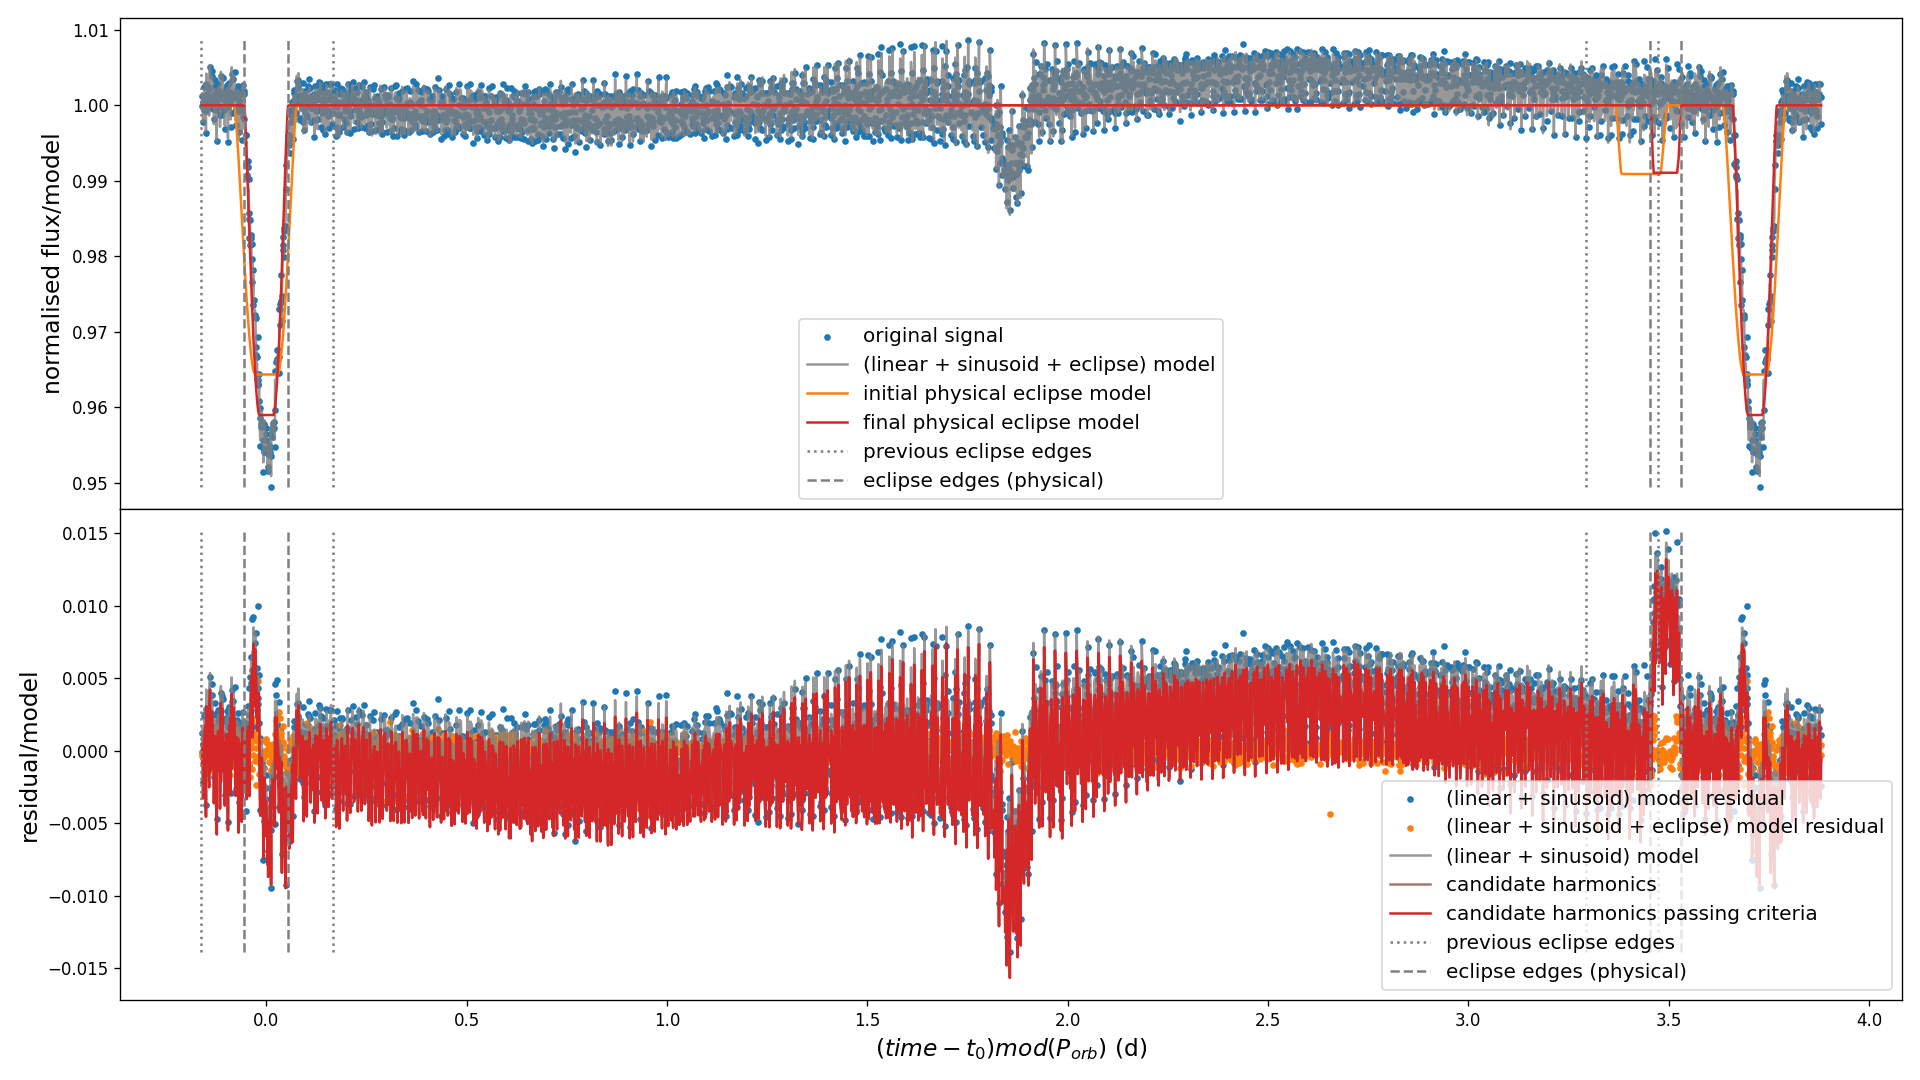 normalised flux/model
1.01
1.00
0.99
0.98
0.97
0.96
0.95
original signal
(linear + sinusoid + eclipse) model
initial physical eclipse model
final physical eclipse model
previous eclipse edges
eclipse edges (physical)
residual/model
0.015
0.010
0.005
0.000
−0.005
−0.010
−0.015
(linear + sinusoid) model residual
(linear + sinusoid + eclipse) model residual
(linear + sinusoid) model
candidate harmonics
candidate harmonics passing criteria
previous eclipse edges
eclipse edges (physical)
0.0 0.5 1.0 1.5 2.0 2.5 3.0 3.5 4.0
(time − t₀)mod(Pₒᵣᵦ) (d)